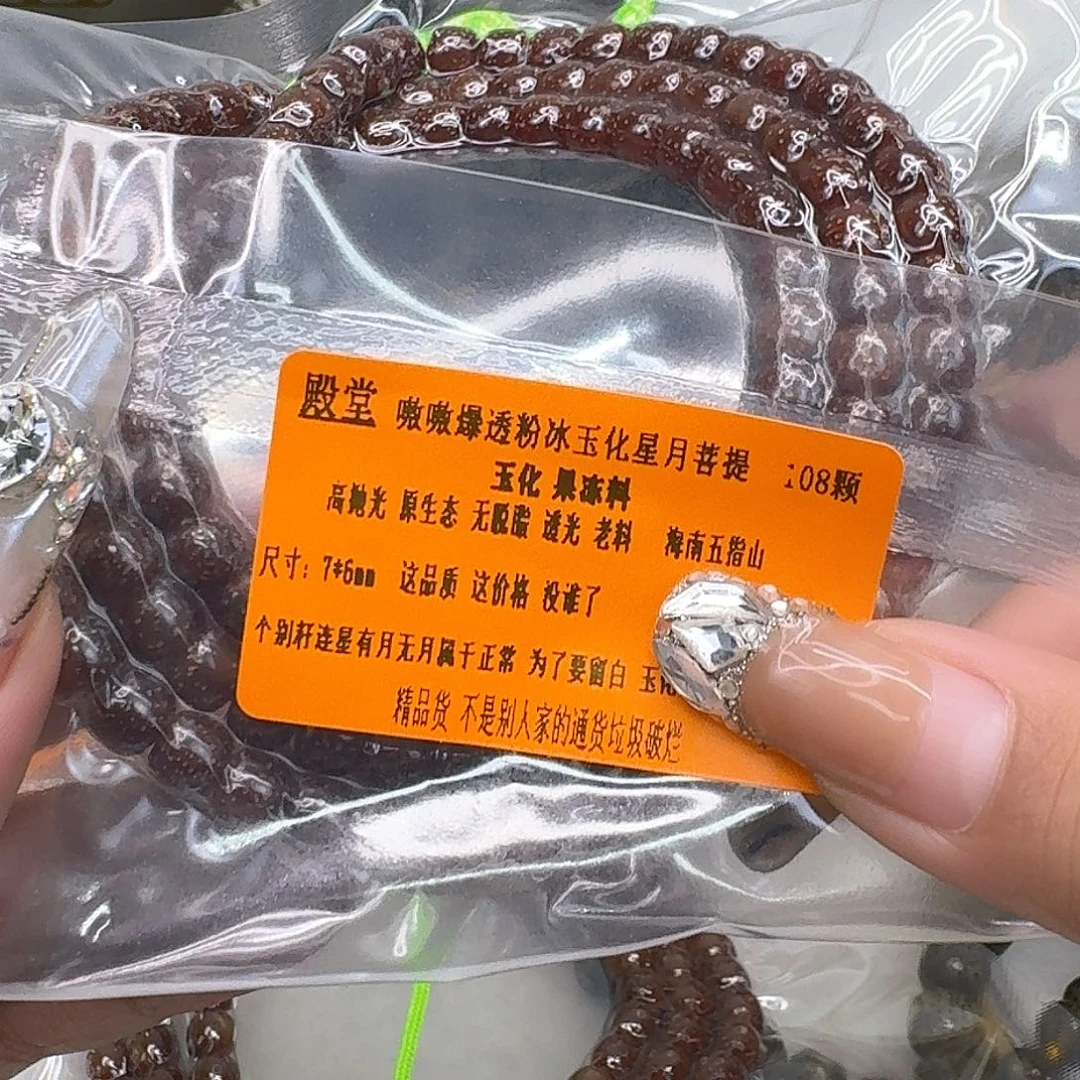 殿堂 嗷嗷爆透粉冰玉化星月菩提 108颗
玉化 果冻料
高抛光 原生态 无脱脂 透光 老料 海南五指山
尺寸：7*6mm 这品质 这价格 没谁了
个别杆连星有月无月属于正常 为了要留白 玉化
精品货 不是别人家的通货垃圾破烂